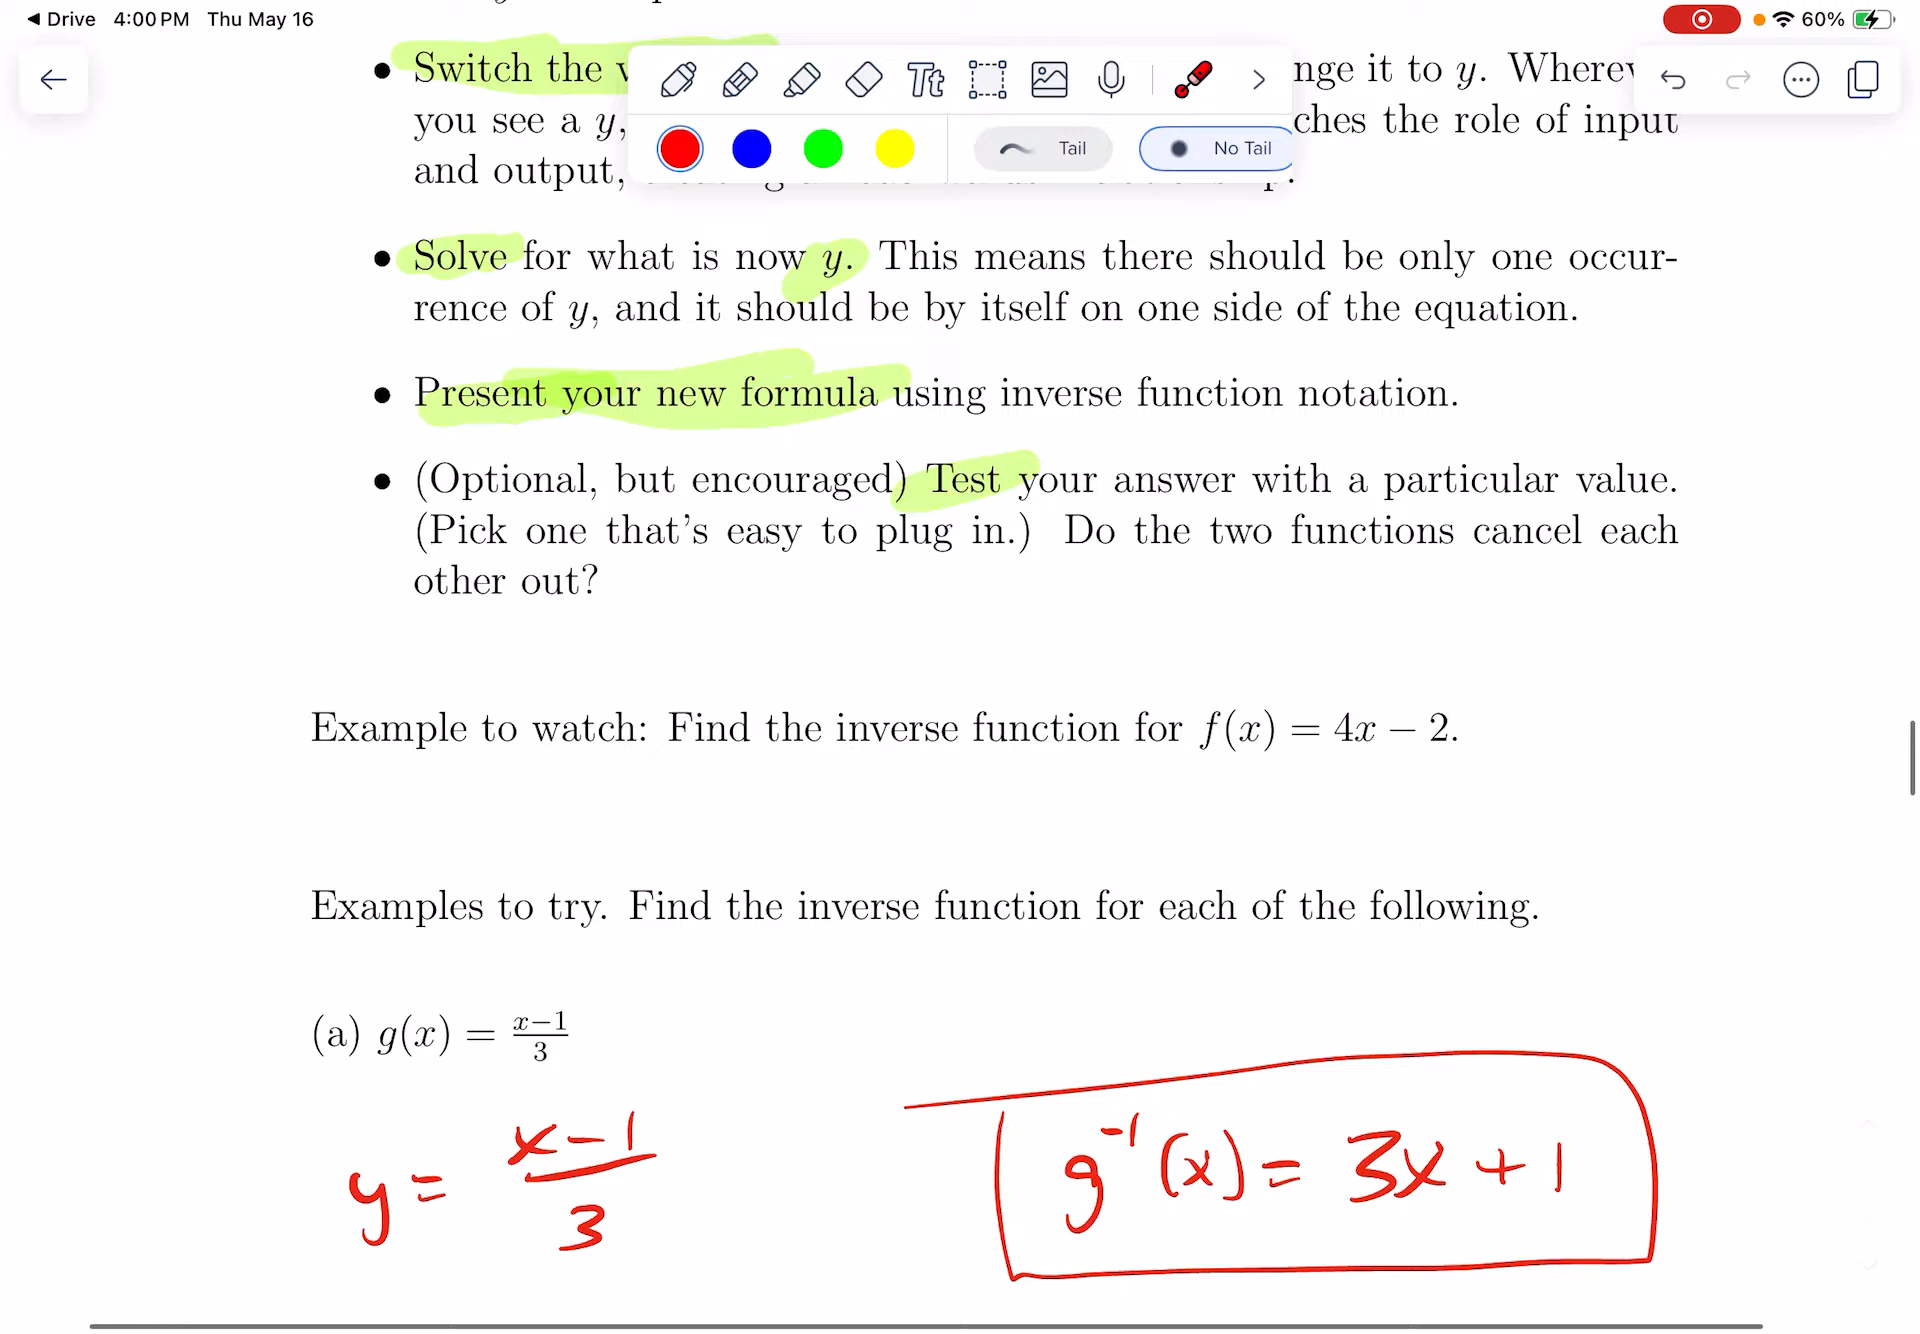 Drive 4:00 PM Thu May 16 60%
• Switch the nge it to y. Where
you see a y, ches the role of input
and output,
Tt
Tail No Tail
• Solve for what is now y. This means there should be only one occur-
rence of y, and it should be by itself on one side of the equation.
• Present your new formula using inverse function notation.
• (Optional, but encouraged) Test your answer with a particular value.
(Pick one that's easy to plug in.) Do the two functions cancel each
other out?
Example to watch: Find the inverse function for f(x) = 4x − 2.
Examples to try. Find the inverse function for each of the following.
(a) g(x) = x−1/3
y = x-1/3
g⁻¹(x) = 3x + 1